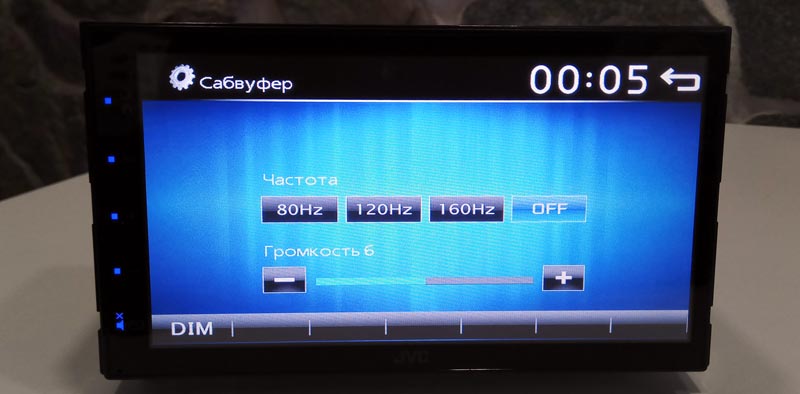 Сабвуфер
00:05
Частота
80Hz 120Hz 160Hz OFF
Громкость 6
− +
DIM
JVC